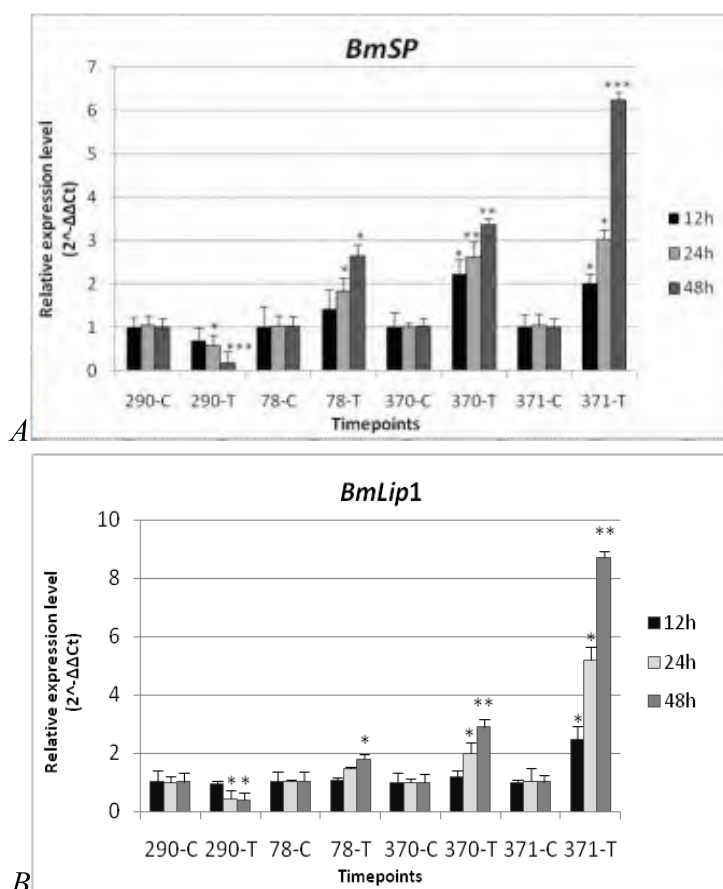 BmSP
7
6
5
4
3
2
1
0
Relative expression level
(2^-ΔΔCt)
*
***
*
*
*
**
**
*
*
***
12h
24h
48h
290-C 290-T 78-C 78-T 370-C 370-T 371-C 371-T
Timepoints
A
BmLip1
10
8
6
4
2
0
Relative expression level
(2^-ΔΔCt)
* *
*
*
**
*
*
**
12h
24h
48h
290-C 290-T 78-C 78-T 370-C 370-T 371-C 371-T
Timepoints
B